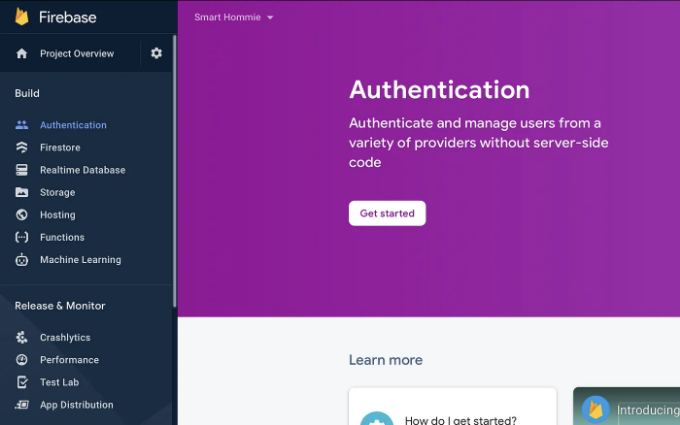 Firebase
Smart Hommie
Project Overview
Build
Authentication
Firestore
Realtime Database
Storage
Hosting
Functions
Machine Learning
Release & Monitor
Crashlytics
Performance
Test Lab
App Distribution
Authentication
Authenticate and manage users from a
variety of providers without server-side
code
Get started
Learn more
How do I get started?
Introducing